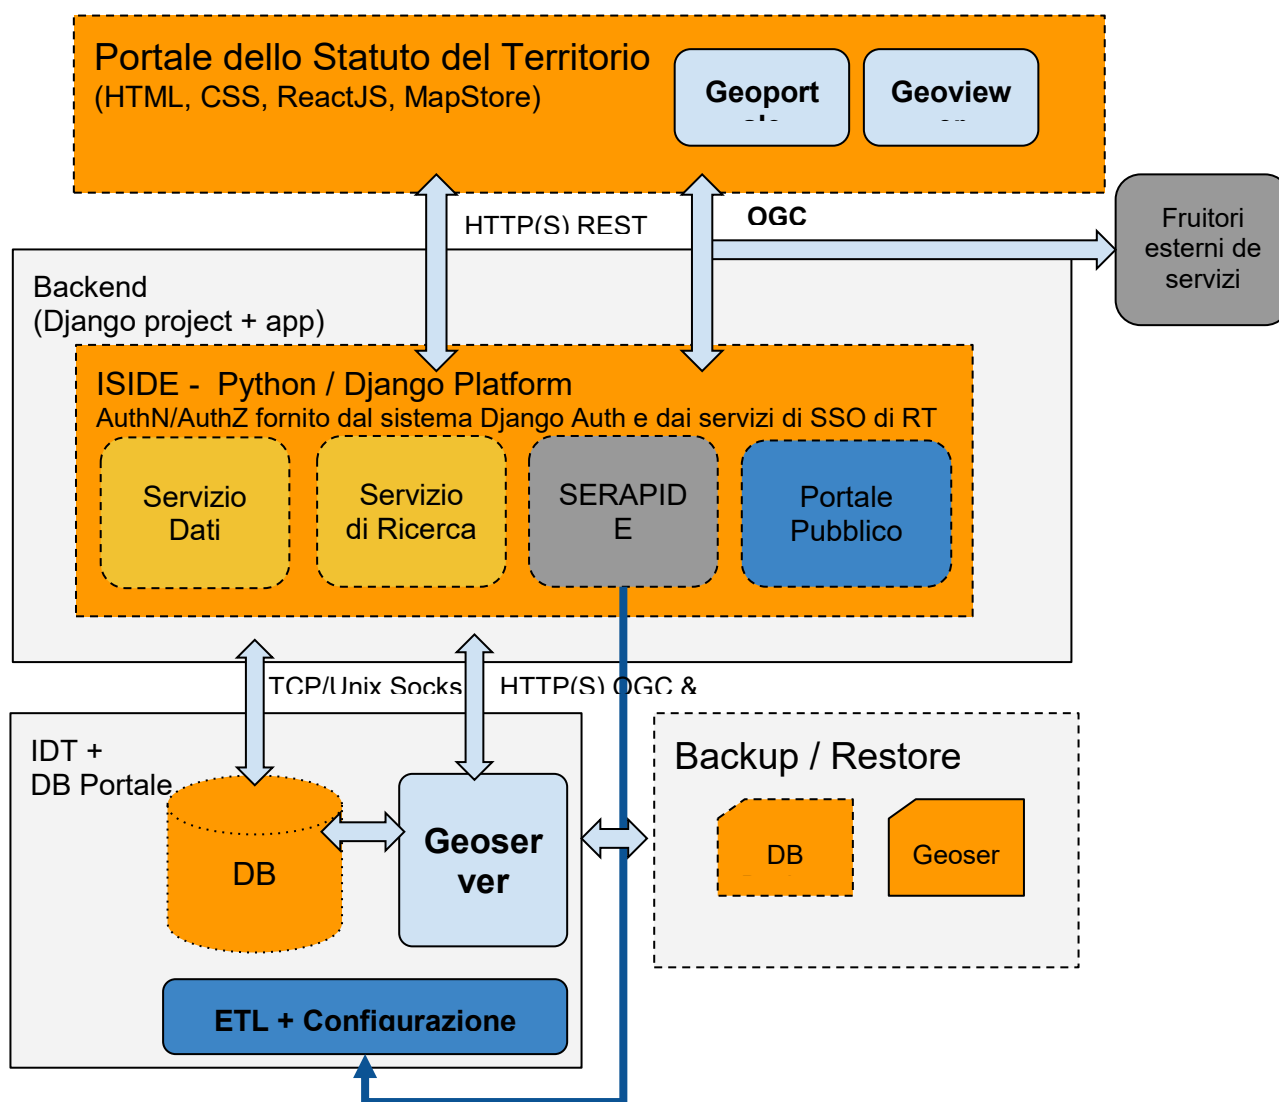 Portale dello Statuto del Territorio
(HTML, CSS, ReactJS, MapStore)
Geoport
Geoview
HTTP(S) REST
OGC
Fruitori
esterni de
servizi
Backend
(Django project + app)
ISIDE -  Python / Django Platform
AuthN/AuthZ fornito dal sistema Django Auth e dai servizi di SSO di RT
Servizio
Dati
Servizio
di Ricerca
SERAPID
E
Portale
Pubblico
TCP/Unix Socks
HTTP(S) OGC &
IDT +
DB Portale
DB
Geoser
ver
ETL + Configurazione
Backup / Restore
DB
Geoser